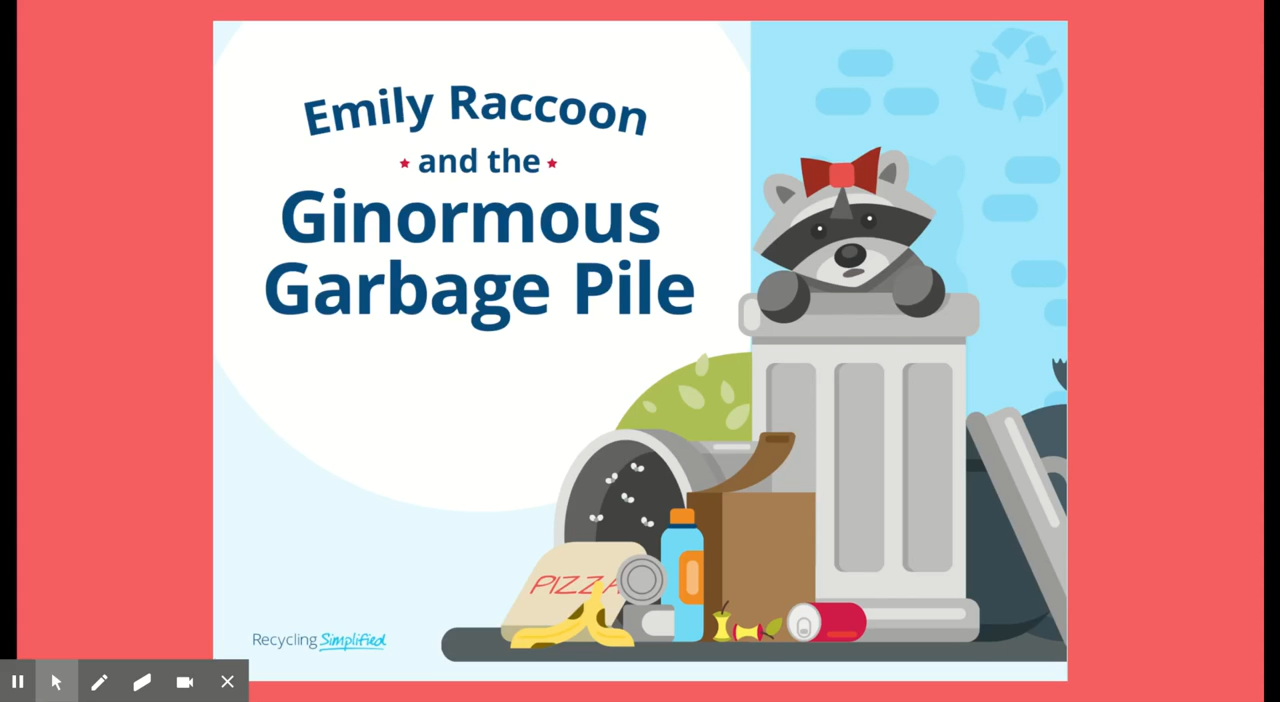 Emily Raccoon
and the
Ginormous
Garbage Pile
PIZZA
Recycling Simplified